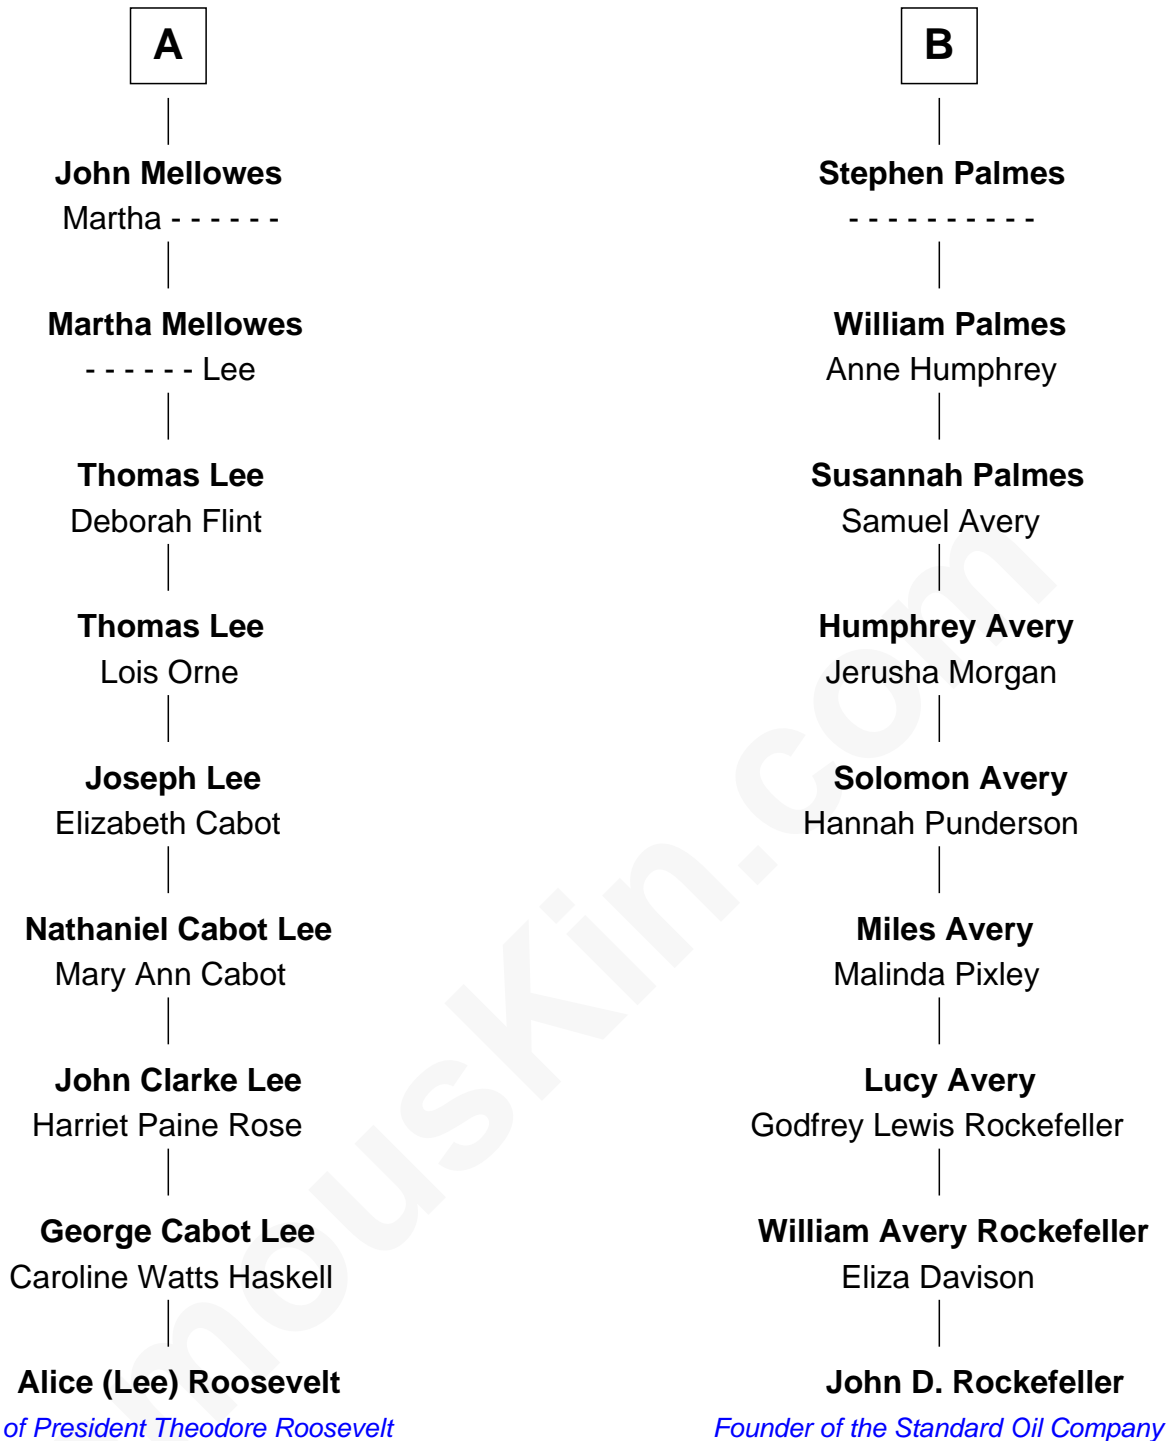 A
John Mellowes
Martha - - - - - -
Martha Mellowes
- - - - - - Lee
Thomas Lee
Deborah Flint
Thomas Lee
Lois Orne
Joseph Lee
Elizabeth Cabot
Nathaniel Cabot Lee
Mary Ann Cabot
John Clarke Lee
Harriet Paine Rose
George Cabot Lee
Caroline Watts Haskell
Alice (Lee) Roosevelt
of President Theodore Roosevelt
B
Stephen Palmes
- - - - - - - - - -
William Palmes
Anne Humphrey
Susannah Palmes
Samuel Avery
Humphrey Avery
Jerusha Morgan
Solomon Avery
Hannah Punderson
Miles Avery
Malinda Pixley
Lucy Avery
Godfrey Lewis Rockefeller
William Avery Rockefeller
Eliza Davison
John D. Rockefeller
Founder of the Standard Oil Company
mousKin.com